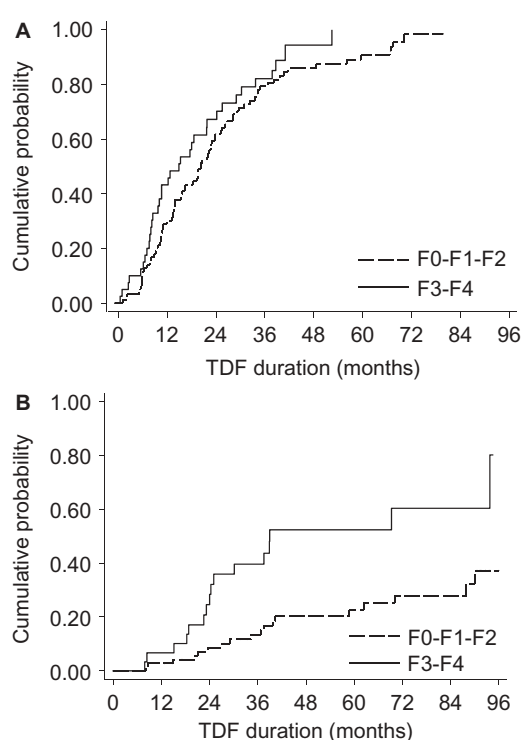 A
Cumulative probability
1.00
0.80
0.60
0.40
0.20
0.00
F0-F1-F2
F3-F4
0 12 24 36 48 60 72 84 96
TDF duration (months)
B
Cumulative probability
1.00
0.80
0.60
0.40
0.20
0.00
F0-F1-F2
F3-F4
0 12 24 36 48 60 72 84 96
TDF duration (months)